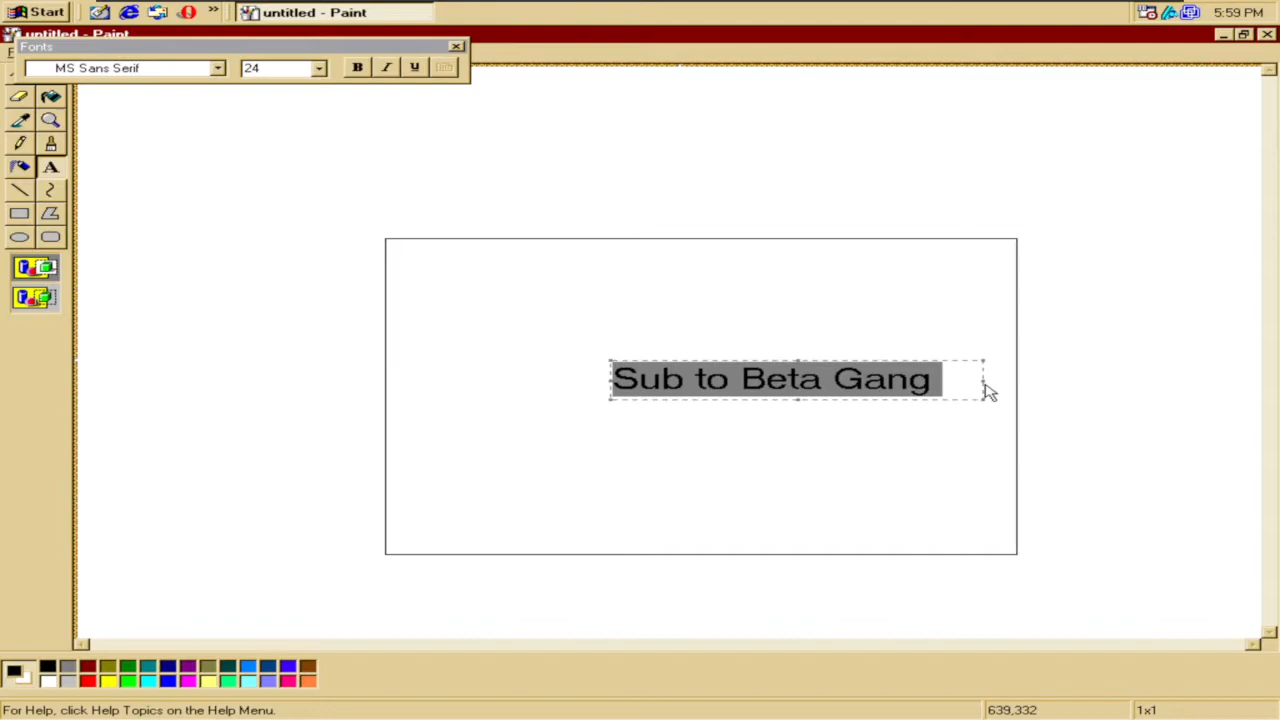 Start
»
untitled - Paint
5:59 PM
untitled - Paint
Fonts
MS Sans Serif
24
B
I
U
A
Sub to Beta Gang
For Help, click Help Topics on the Help Menu.
639,332
1x1